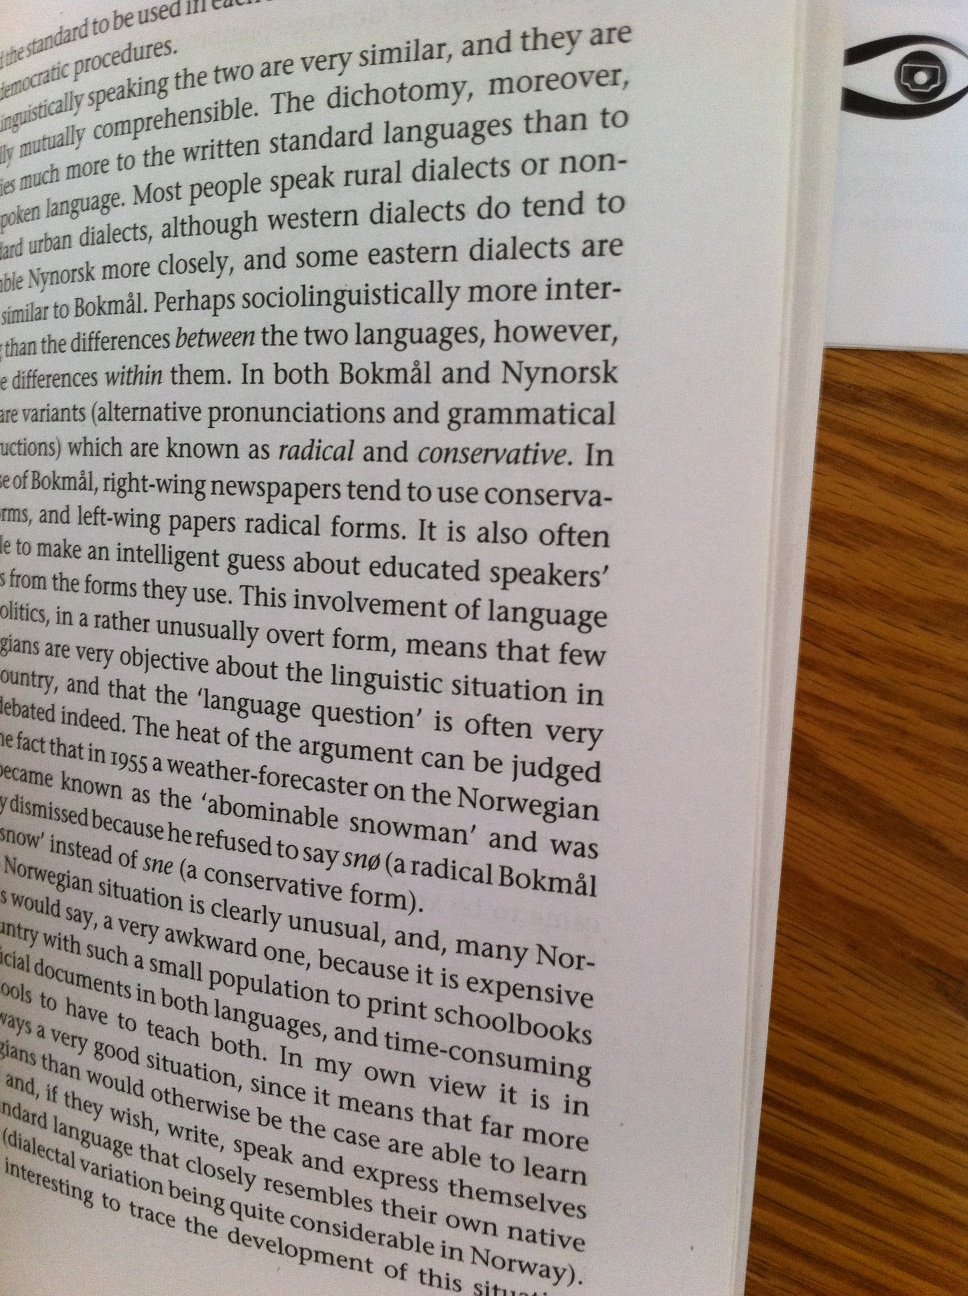 the standard to be used in each
democratic procedures.
inguistically speaking the two are very similar, and they are
lly mutually comprehensible. The dichotomy, moreover,
ies much more to the written standard languages than to
poken language. Most people speak rural dialects or non-
dard urban dialects, although western dialects do tend to
ble Nynorsk more closely, and some eastern dialects are
similar to Bokmål. Perhaps sociolinguistically more inter-
than the differences between the two languages, however,
e differences within them. In both Bokmål and Nynorsk
are variants (alternative pronunciations and grammatical
uctions) which are known as radical and conservative. In
se of Bokmål, right-wing newspapers tend to use conserva-
rms, and left-wing papers radical forms. It is also often
le to make an intelligent guess about educated speakers'
s from the forms they use. This involvement of language
olitics, in a rather unusually overt form, means that few
gians are very objective about the linguistic situation in
ountry, and that the 'language question' is often very
debated indeed. The heat of the argument can be judged
he fact that in 1955 a weather-forecaster on the Norwegian
became known as the 'abominable snowman' and was
y dismissed because he refused to say snø (a radical Bokmål
snow' instead of sne (a conservative form).
Norwegian situation is clearly unusual, and, many Nor-
s would say, a very awkward one, because it is expensive
untry with such a small population to print schoolbooks
icial documents in both languages, and time-consuming
ools to have to teach both. In my own view it is in
ways a very good situation, since it means that far more
gians than would otherwise be the case are able to learn
and, if they wish, write, speak and express themselves
ndard language that closely resembles their own native
(dialectal variation being quite considerable in Norway).
interesting to trace the development of this situati